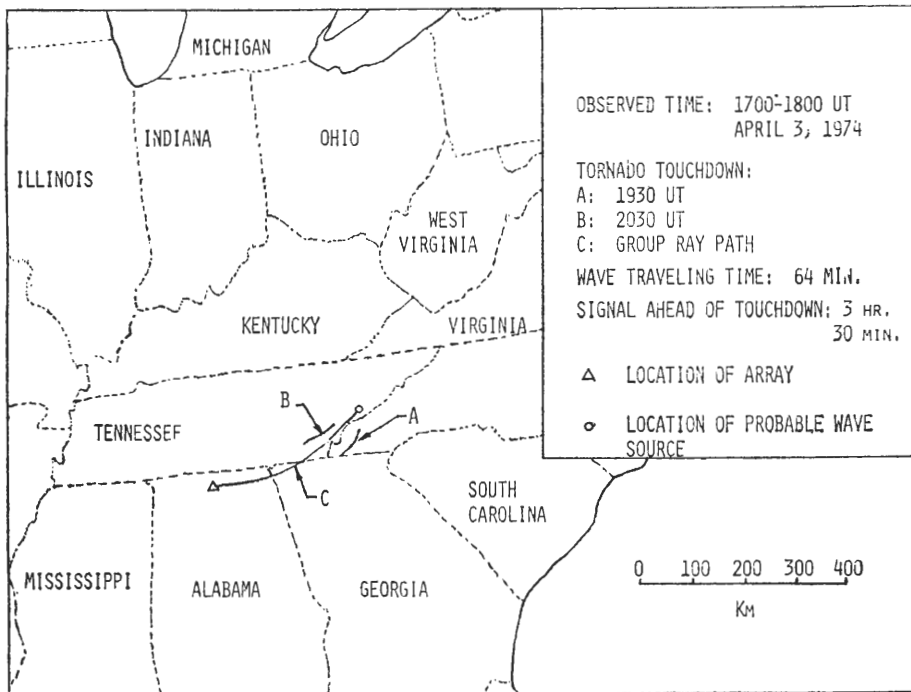 MICHIGAN
INDIANA
OHIO
ILLINOIS
WEST
VIRGINIA
KENTUCKY
VIRGINIA
B
A
TENNESSEF
C
SOUTH
CAROLINA
MISSISSIPPI
ALABAMA
GEORGIA
OBSERVED TIME: 1700-1800 UT
APRIL 3, 1974
TORNADO TOUCHDOWN:
A: 1930 UT
B: 2030 UT
C: GROUP RAY PATH
WAVE TRAVELING TIME: 64 MIN.
SIGNAL AHEAD OF TOUCHDOWN: 3 HR.
30 MIN.
△ LOCATION OF ARRAY
LOCATION OF PROBABLE WAVE
SOURCE
0 100 200 300 400
KM